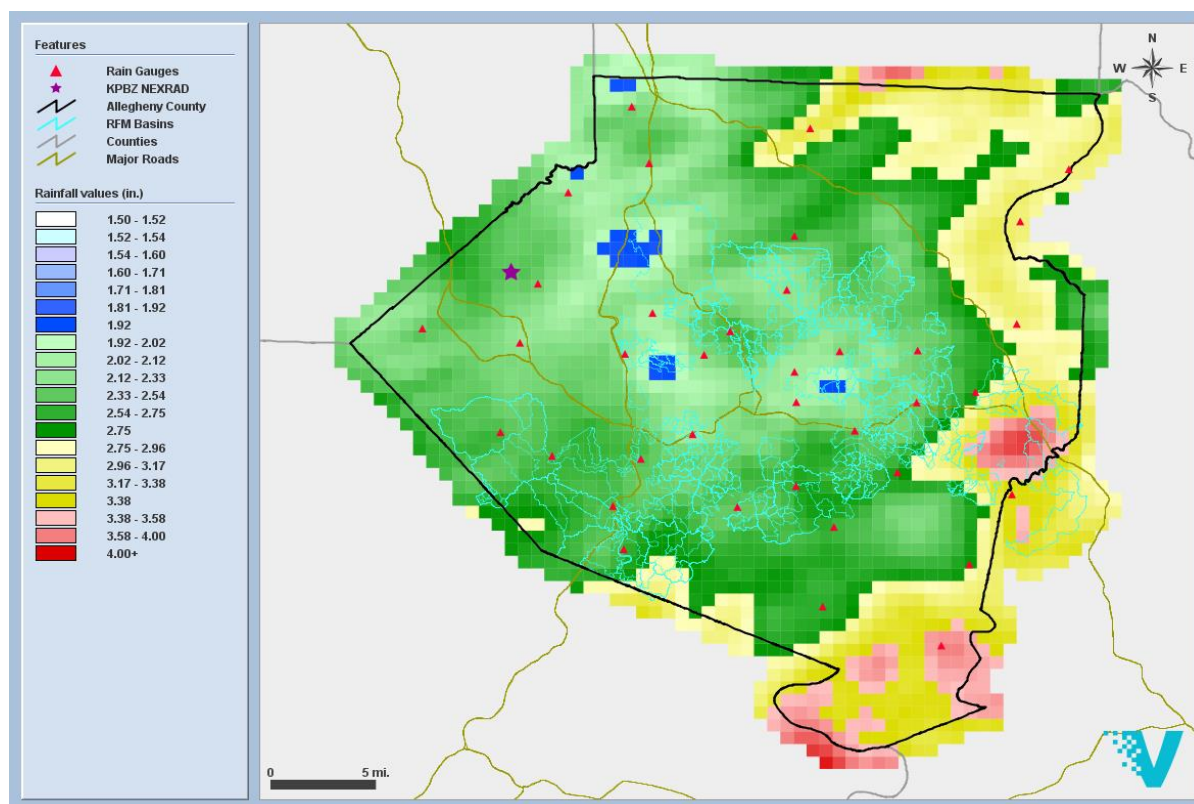 Features
Rain Gauges
KPBZ NEXRAD
Allegheny County
RFM Basins
Counties
Major Roads
Rainfall values (in.)
1.50 - 1.52
1.52 - 1.54
1.54 - 1.60
1.60 - 1.71
1.71 - 1.81
1.81 - 1.92
1.92
1.92 - 2.02
2.02 - 2.12
2.12 - 2.33
2.33 - 2.54
2.54 - 2.75
2.75
2.75 - 2.96
2.96 - 3.17
3.17 - 3.38
3.38
3.38 - 3.58
3.58 - 4.00
4.00+
N
W E
S
0 5 mi.
V